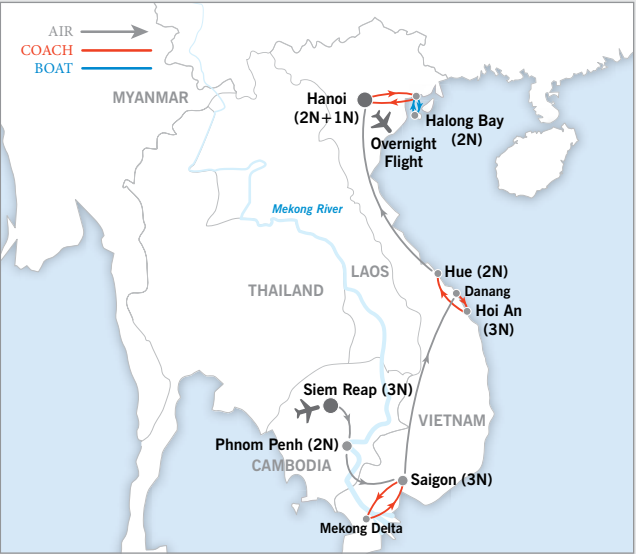 AIR
COACH
BOAT
MYANMAR
Hanoi
(2N+1N)
Halong Bay
(2N)
Overnight
Flight
Mekong River
LAOS
Hue (2N)
Danang
Hoi An
(3N)
THAILAND
Siem Reap (3N)
VIETNAM
Phnom Penh (2N)
CAMBODIA
Saigon (3N)
Mekong Delta